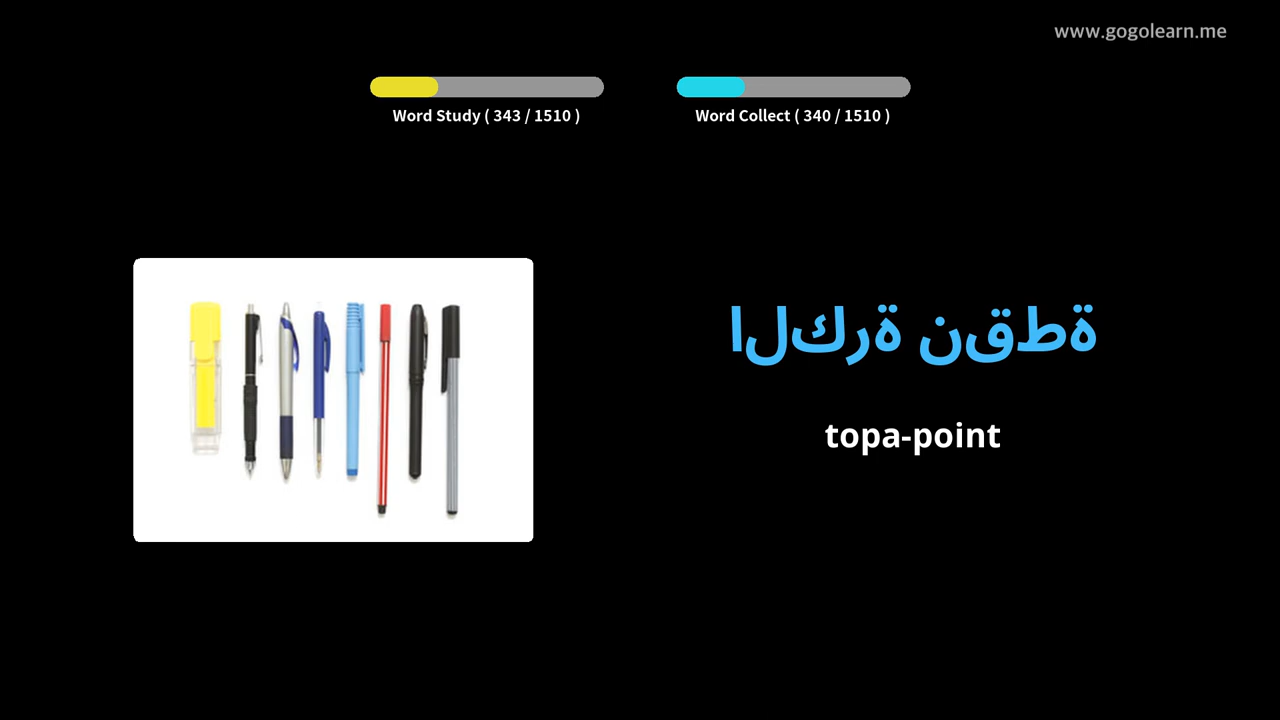 www.gogolearn.me
Word Study ( 343 / 1510 )
Word Collect ( 340 / 1510 )
الكرة نقطة
topa-point